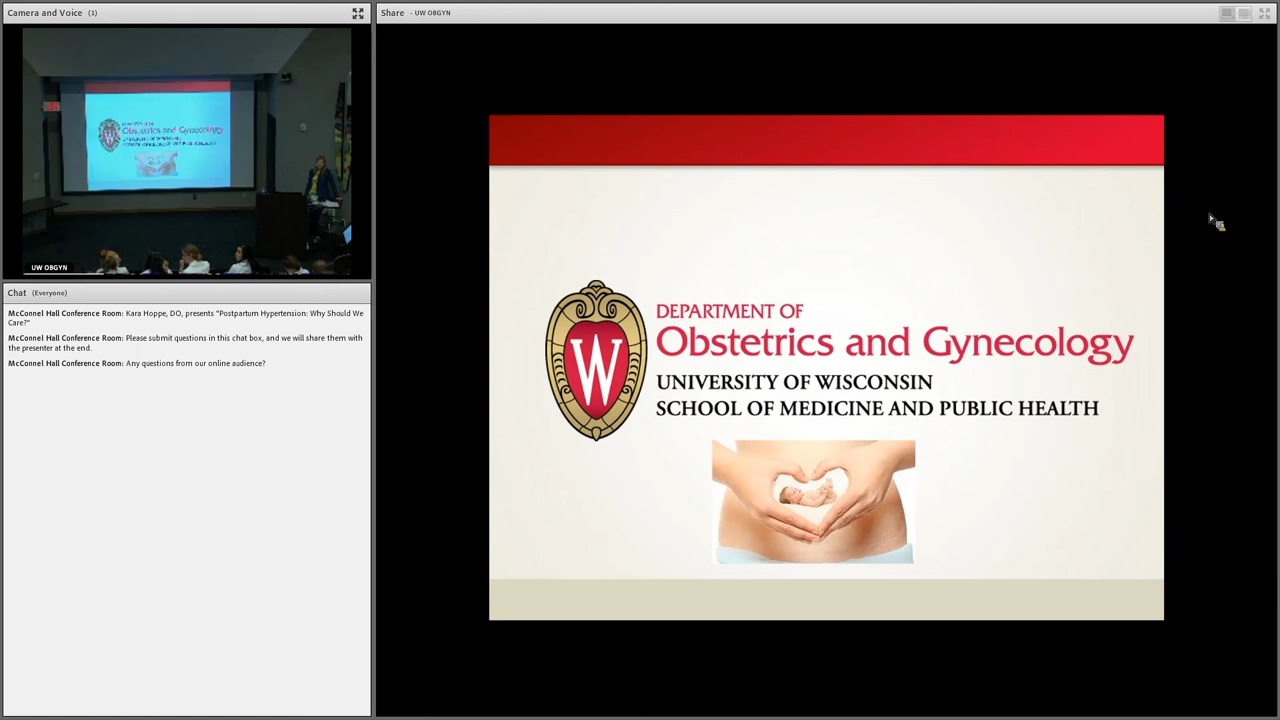 Camera and Voice (1)
UW OBGYN
Chat (Everyone)
McConnel Hall Conference Room: Kara Hoppe, DO, presents "Postpartum Hypertension: Why Should We
Care?"
McConnel Hall Conference Room: Please submit questions in this chat box, and we will share them with
the presenter at the end.
McConnel Hall Conference Room: Any questions from our online audience?
Share - UW OBGYN
W
DEPARTMENT OF
Obstetrics and Gynecology
UNIVERSITY OF WISCONSIN
SCHOOL OF MEDICINE AND PUBLIC HEALTH